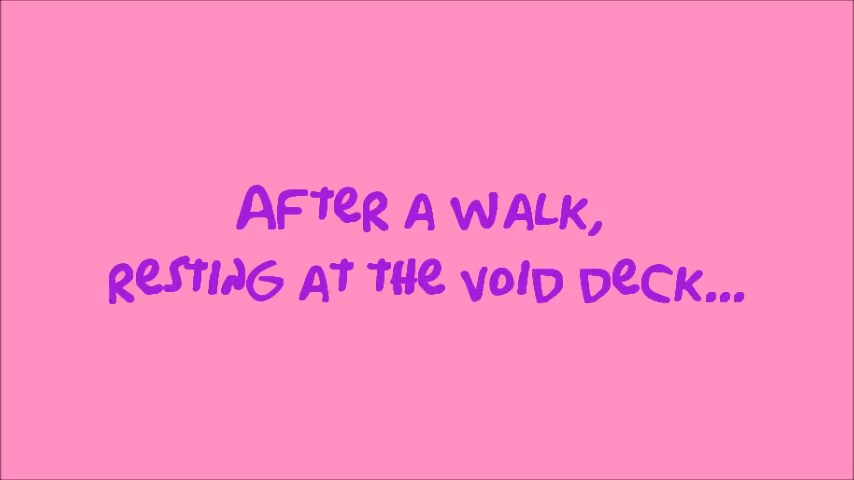 AFteR A WALK,
ReSTING At tHe VOID DeCK...